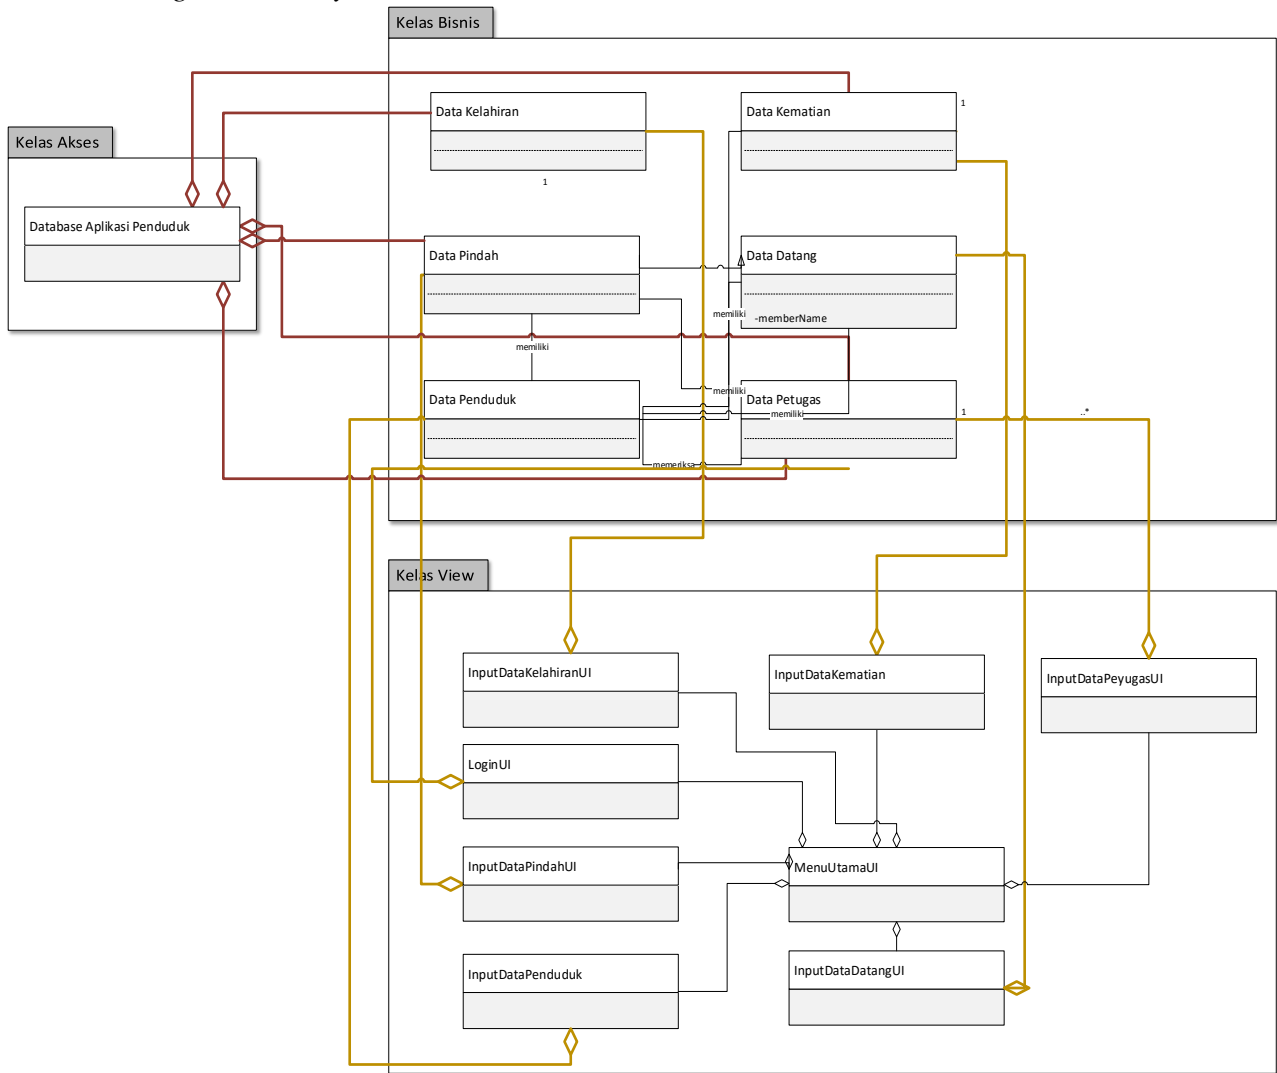 Kelas Bisnis
Data Kelahiran
Data Kematian
1
Kelas Akses
1
Database Aplikasi Penduduk
Data Pindah
Data Datang
memiliki
-memberName
memiliki
memiliki
Data Penduduk
Data Petugas
1
..*
memiliki
memeriksa
Kelas View
InputDataKelahiranUI
InputDataKematian
InputDataPeyugasUI
LoginUI
InputDataPindahUI
MenuUtamaUI
InputDataPenduduk
InputDataDatangUI